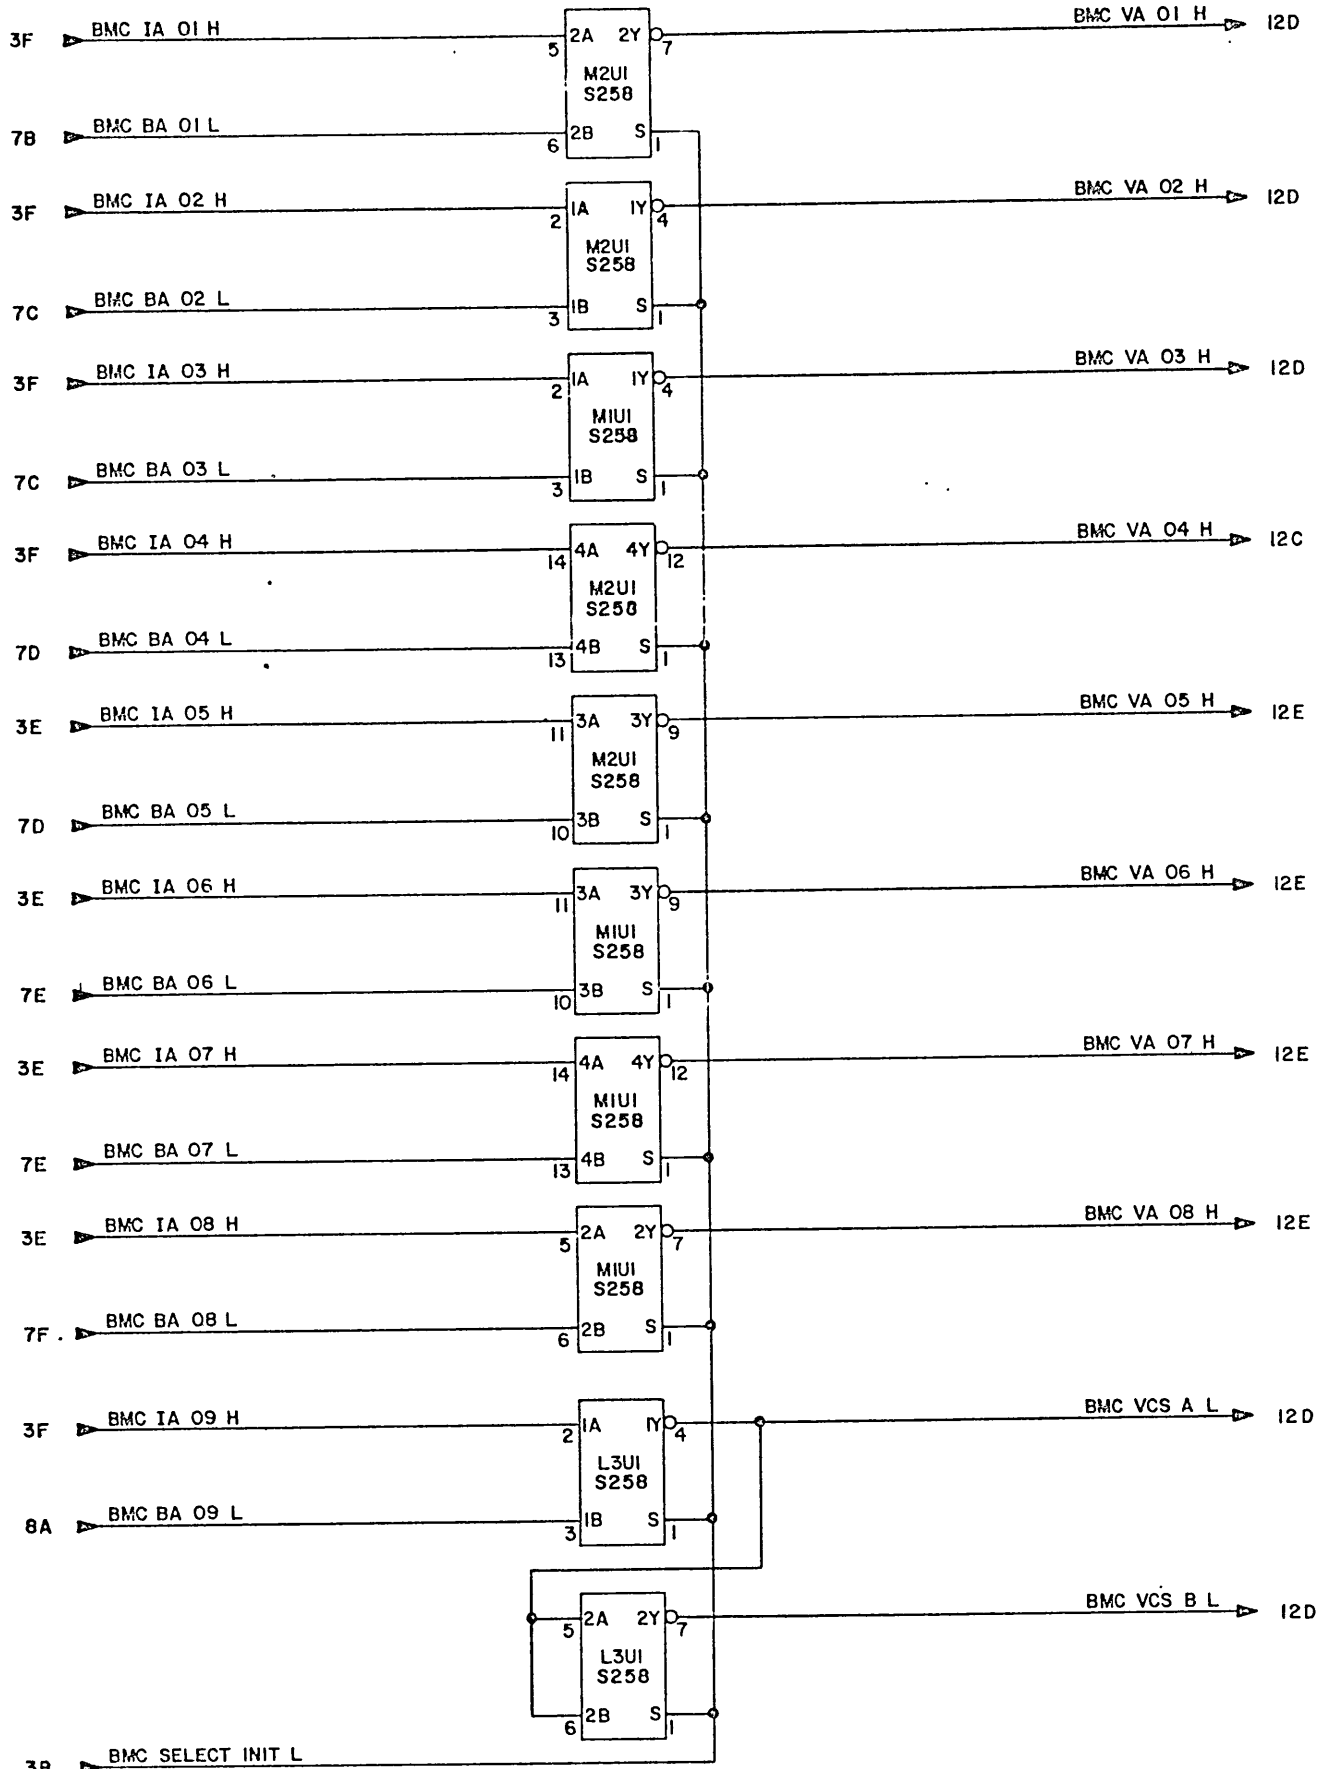 3F BMC IA 01 H 2A 2Y 7 BMC VA 01 H 12D
5
M2U1
S258
7B BMC BA 01 L 2B S
6 1
3F BMC IA 02 H 1A 1Y 4 BMC VA 02 H 12D
2
M2U1
S258
7C BMC BA 02 L 1B S
3 1
3F BMC IA 03 H 1A 1Y 4 BMC VA 03 H 12D
2
M1U1
S258
7C BMC BA 03 L 1B S
3 1
3F BMC IA 04 H 4A 4Y 12 BMC VA 04 H 12C
14
M2U1
S258
7D BMC BA 04 L 4B S
13 1
3E BMC IA 05 H 3A 3Y 9 BMC VA 05 H 12E
11
M2U1
S258
7D BMC BA 05 L 3B S
10 1
3E BMC IA 06 H 3A 3Y 9 BMC VA 06 H 12E
11
M1U1
S258
7E BMC BA 06 L 3B S
10 1
3E BMC IA 07 H 4A 4Y 12 BMC VA 07 H 12E
14
M1U1
S258
7E BMC BA 07 L 4B S
13 1
3E BMC IA 08 H 2A 2Y 7 BMC VA 08 H 12E
5
M1U1
S258
7F BMC BA 08 L 2B S
6 1
3F BMC IA 09 H 1A 1Y 4 BMC VCS A L 12D
2
L3U1
S258
8A BMC BA 09 L 1B S
3 1
2A 2Y 7 BMC VCS B L 12D
5
L3U1
S258
2B S
6 1
BMC SELECT INIT L